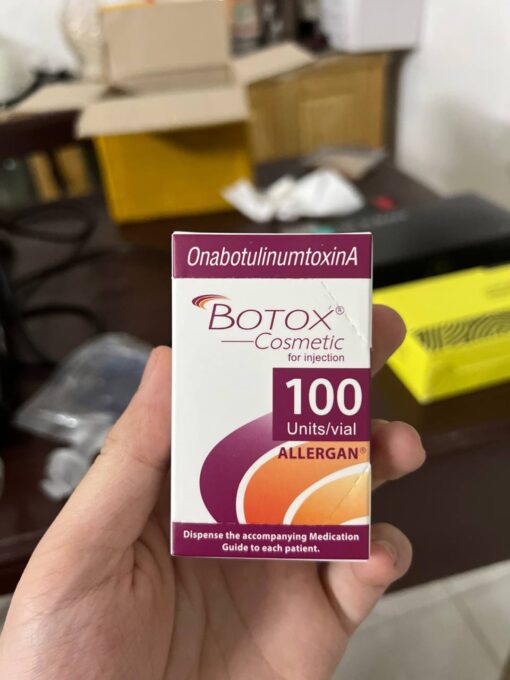 OnabotulinumtoxinA
BOTOX®
Cosmetic
for injection
100
Units/vial
ALLERGAN®
Dispense the accompanying Medication
Guide to each patient.